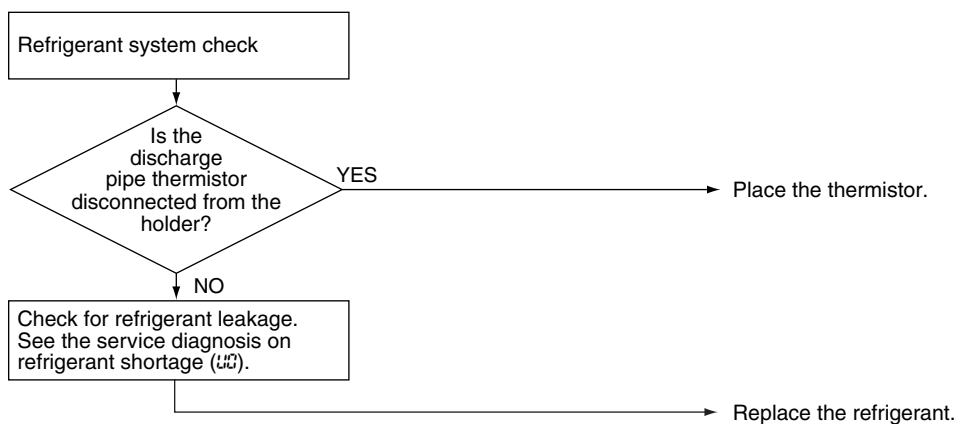 Refrigerant system check
Is the
discharge
pipe thermistor
disconnected from the
holder?
YES
Place the thermistor.
NO
Check for refrigerant leakage.
See the service diagnosis on
refrigerant shortage (U0).
Replace the refrigerant.